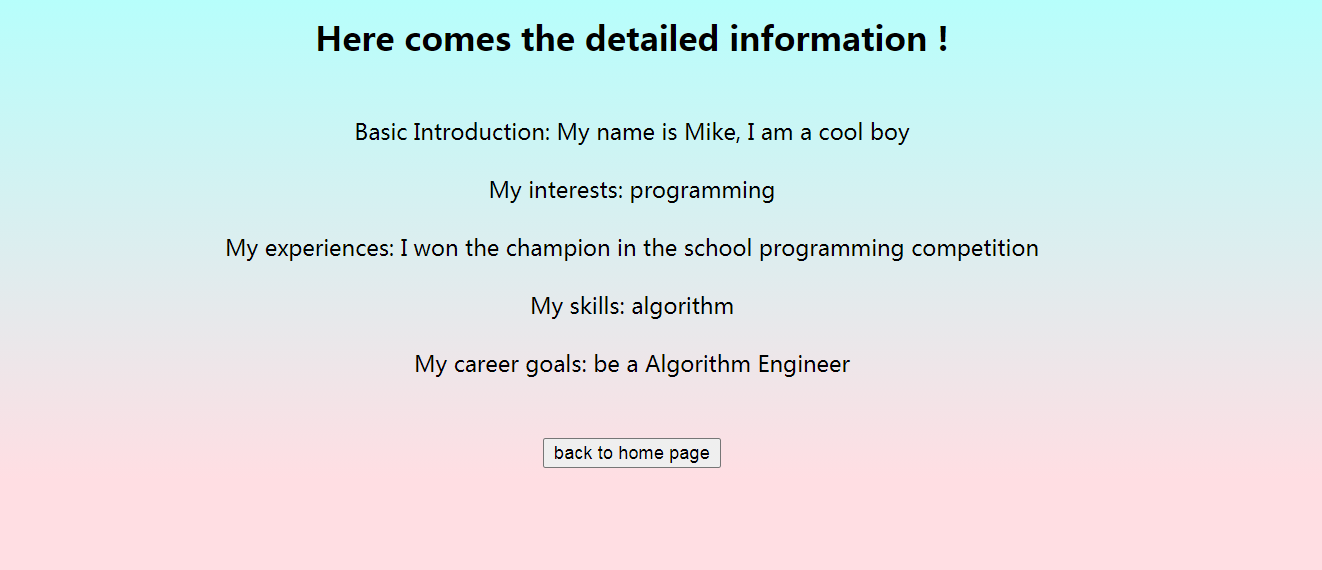 Here comes the detailed information !
Basic Introduction: My name is Mike, I am a cool boy
My interests: programming
My experiences: I won the champion in the school programming competition
My skills: algorithm
My career goals: be a Algorithm Engineer
back to home page